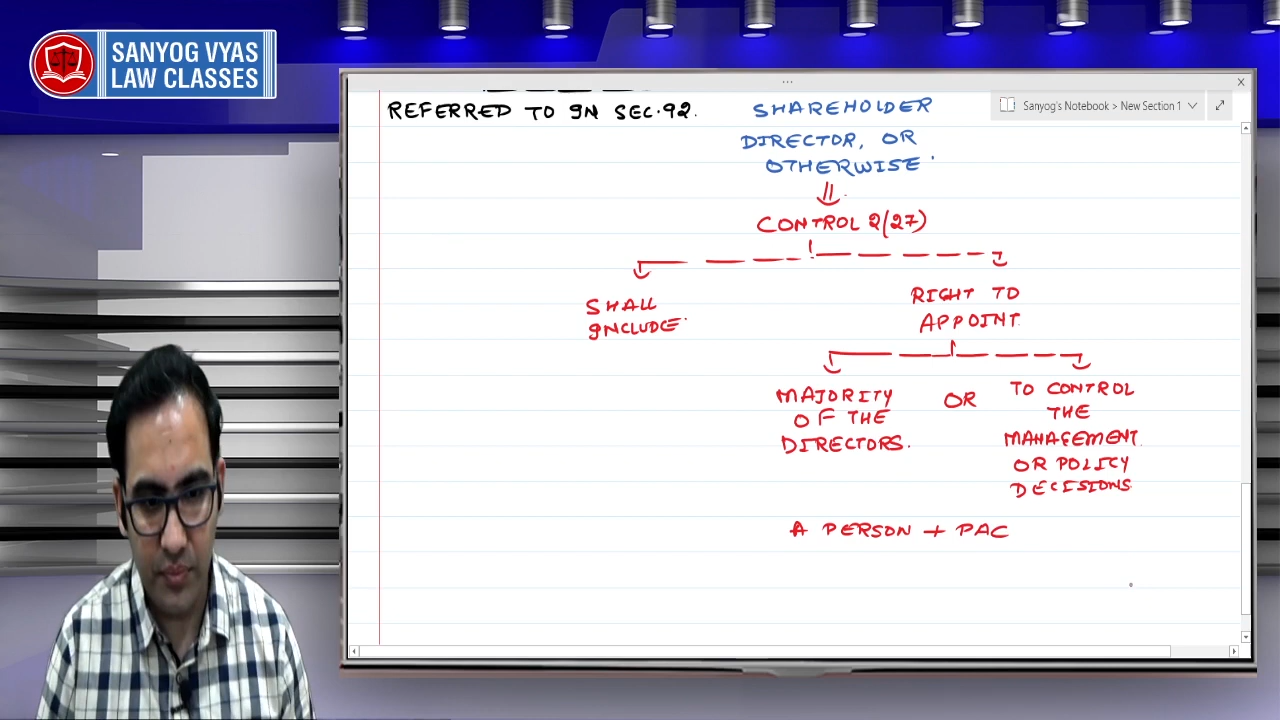 SANYOG VYAS
LAW CLASSES
Sanyog's Notebook > New Section 1
REFERRED TO IN SEC.92.
SHAREHOLDER
DIRECTOR, OR
OTHERWISE.
CONTROL 2(27)
SHALL
INCLUDE
RIGHT TO
APPOINT
MAJORITY
OF THE
DIRECTORS.
OR
TO CONTROL
THE
MANAGEMENT
OR POLICY
DECISIONS
A PERSON + PAC